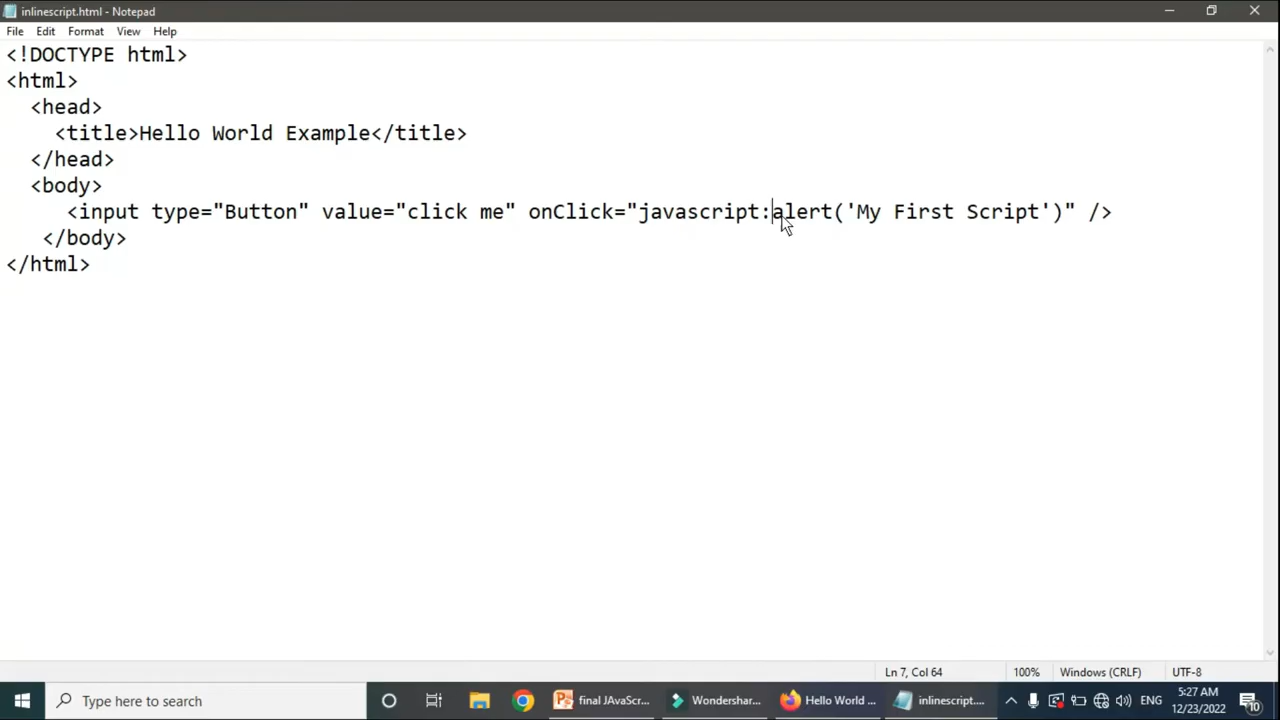 inlinescript.html - Notepad
File Edit Format View Help
<!DOCTYPE html>
<html>
<head>
<title>Hello World Example</title>
</head>
<body>
<input type="Button" value="click me" onClick="javascript:alert('My First Script')" />
</body>
</html>
Ln 7, Col 64 100% Windows (CRLF) UTF-8
Type here to search final JAvaScr... Wondershar... Hello World ... inlinescript.... ENG 5:27 AM
12/23/2022 10